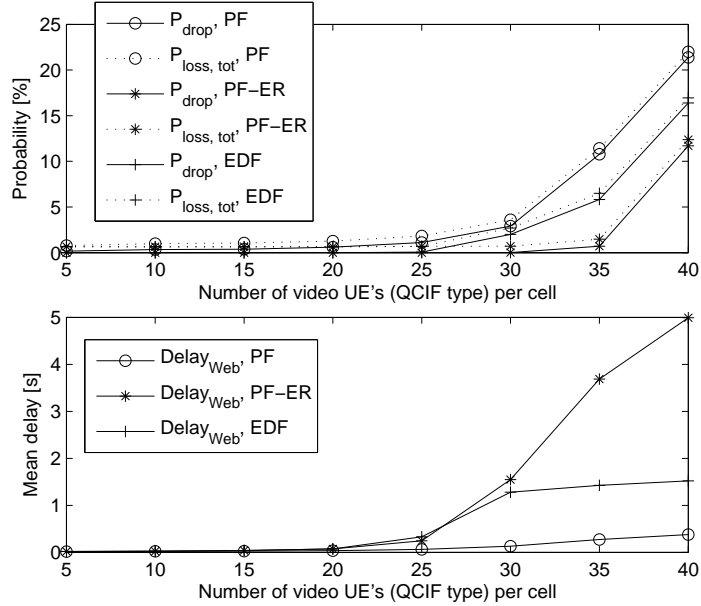 25
20
15
10
5
0
Probability [%]
P_drop, PF
P_loss, tot, PF
P_drop, PF−ER
P_loss, tot, PF−ER
P_drop, EDF
P_loss, tot, EDF
5 10 15 20 25 30 35 40
Number of video UE's (QCIF type) per cell
5
4
3
2
1
0
Mean delay [s]
Delay_Web, PF
Delay_Web, PF−ER
Delay_Web, EDF
5 10 15 20 25 30 35 40
Number of video UE's (QCIF type) per cell